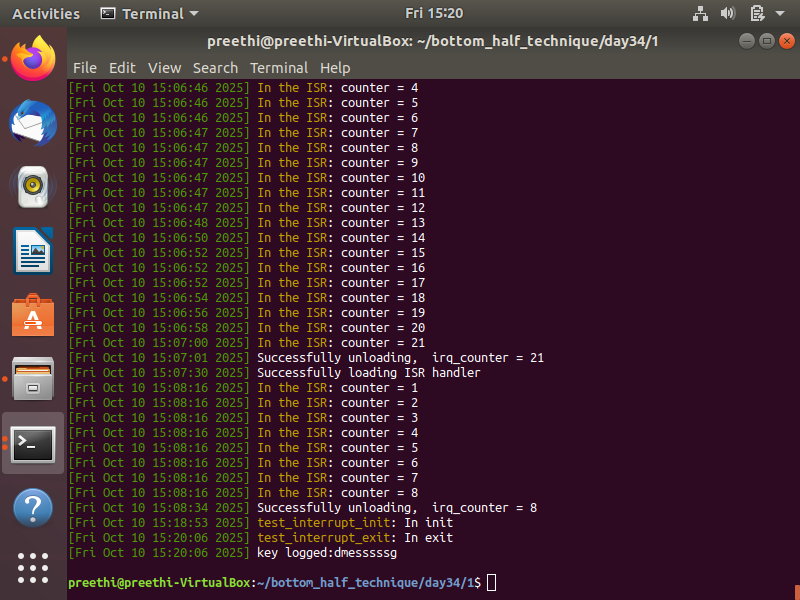 Activities Terminal Fri 15:20
preethi@preethi-VirtualBox: ~/bottom_half_technique/day34/1
File Edit View Search Terminal Help
[Fri Oct 10 15:06:46 2025] In the ISR: counter = 4
[Fri Oct 10 15:06:46 2025] In the ISR: counter = 5
[Fri Oct 10 15:06:46 2025] In the ISR: counter = 6
[Fri Oct 10 15:06:47 2025] In the ISR: counter = 7
[Fri Oct 10 15:06:47 2025] In the ISR: counter = 8
[Fri Oct 10 15:06:47 2025] In the ISR: counter = 9
[Fri Oct 10 15:06:47 2025] In the ISR: counter = 10
[Fri Oct 10 15:06:47 2025] In the ISR: counter = 11
[Fri Oct 10 15:06:47 2025] In the ISR: counter = 12
[Fri Oct 10 15:06:48 2025] In the ISR: counter = 13
[Fri Oct 10 15:06:50 2025] In the ISR: counter = 14
[Fri Oct 10 15:06:52 2025] In the ISR: counter = 15
[Fri Oct 10 15:06:52 2025] In the ISR: counter = 16
[Fri Oct 10 15:06:52 2025] In the ISR: counter = 17
[Fri Oct 10 15:06:54 2025] In the ISR: counter = 18
[Fri Oct 10 15:06:56 2025] In the ISR: counter = 19
[Fri Oct 10 15:06:58 2025] In the ISR: counter = 20
[Fri Oct 10 15:07:00 2025] In the ISR: counter = 21
[Fri Oct 10 15:07:01 2025] Successfully unloading,  irq_counter = 21
[Fri Oct 10 15:07:30 2025] Successfully loading ISR handler
[Fri Oct 10 15:08:16 2025] In the ISR: counter = 1
[Fri Oct 10 15:08:16 2025] In the ISR: counter = 2
[Fri Oct 10 15:08:16 2025] In the ISR: counter = 3
[Fri Oct 10 15:08:16 2025] In the ISR: counter = 4
[Fri Oct 10 15:08:16 2025] In the ISR: counter = 5
[Fri Oct 10 15:08:16 2025] In the ISR: counter = 6
[Fri Oct 10 15:08:16 2025] In the ISR: counter = 7
[Fri Oct 10 15:08:16 2025] In the ISR: counter = 8
[Fri Oct 10 15:08:34 2025] Successfully unloading,  irq_counter = 8
[Fri Oct 10 15:18:53 2025] test_interrupt_init: In init
[Fri Oct 10 15:20:06 2025] test_interrupt_exit: In exit
[Fri Oct 10 15:20:06 2025] key logged:dmesssssg
preethi@preethi-VirtualBox:~/bottom_half_technique/day34/1$